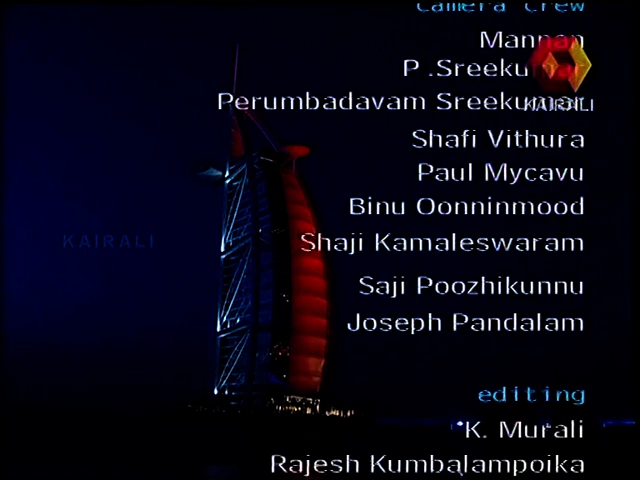 Camera Crew
Mannan
P .Sreekumar
KAIRALI
Perumbadavam Sreekumar
Shafi Vithura
Paul Mycavu
Binu Oonninmood
KAIRALI
Shaji Kamaleswaram
Saji Poozhikunnu
Joseph Pandalam
editing
K. Murali
Rajesh Kumbalampoika